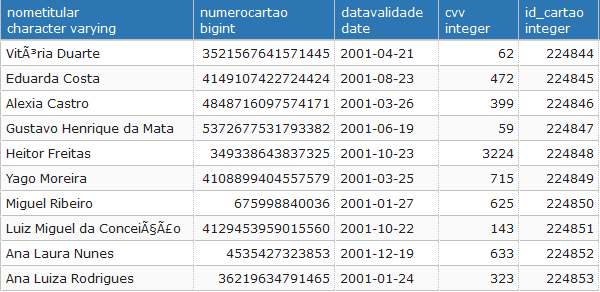 nometitular numerocartao datavalidade cvv id_cartao
character varying bigint date integer integer
VitÃ³ria Duarte 3521567641571445 2001-04-21 62 224844
Eduarda Costa 4149107422724424 2001-08-23 472 224845
Alexia Castro 4848716097574171 2001-03-26 399 224846
Gustavo Henrique da Mata 5372677531793382 2001-06-19 59 224847
Heitor Freitas 349338643837325 2001-10-23 3224 224848
Yago Moreira 4108899404557579 2001-03-25 715 224849
Miguel Ribeiro 675998840036 2001-01-27 625 224850
Luiz Miguel da ConceiÃ§Ã£o 4129453959015560 2001-10-22 143 224851
Ana Laura Nunes 4535427323853 2001-12-19 633 224852
Ana Luiza Rodrigues 36219634791465 2001-01-24 323 224853